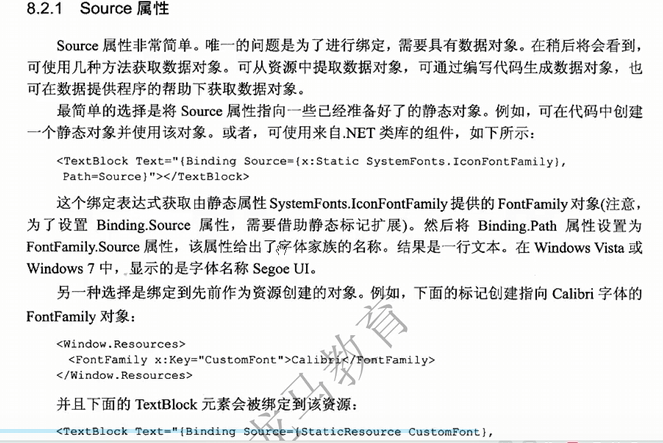 8.2.1 Source 属性
Source 属性非常简单。唯一的问题是为了进行绑定，需要具有数据对象。在稍后将会看到，
可使用几种方法获取数据对象。可从资源中提取数据对象，可通过编写代码生成数据对象，也
可在数据提供程序的帮助下获取数据对象。
最简单的选择是将 Source 属性指向一些已经准备好了的静态对象。例如，可在代码中创建
一个静态对象并使用该对象。或者，可使用来自.NET 类库的组件，如下所示：
<TextBlock Text="{Binding Source={x:Static SystemFonts.IconFontFamily},
Path=Source}"></TextBlock>
这个绑定表达式获取由静态属性 SystemFonts.IconFontFamily 提供的 FontFamily 对象(注意，
为了设置 Binding.Source 属性，需要借助静态标记扩展)。然后将 Binding.Path 属性设置为
FontFamily.Source 属性，该属性给出了字体家族的名称。结果是一行文本。在 Windows Vista 或
Windows 7 中，显示的是字体名称 Segoe UI。
另一种选择是绑定到先前作为资源创建的对象。例如，下面的标记创建指向 Calibri 字体的
FontFamily 对象：
<Window.Resources>
<FontFamily x:Key="CustomFont">Calibri</FontFamily>
</Window.Resources>
并且下面的 TextBlock 元素会被绑定到该资源：
<TextBlock Text="{Binding Source={StaticResource CustomFont},
龙马教育